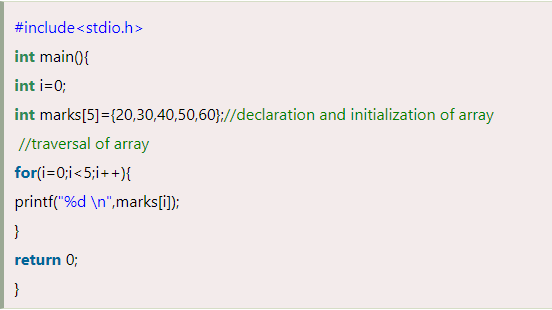 #include<stdio.h>
int main(){
int i=0;
int marks[5]={20,30,40,50,60};//declaration and initialization of array
//traversal of array
for(i=0;i<5;i++){
printf("%d \n",marks[i]);
}
return 0;
}